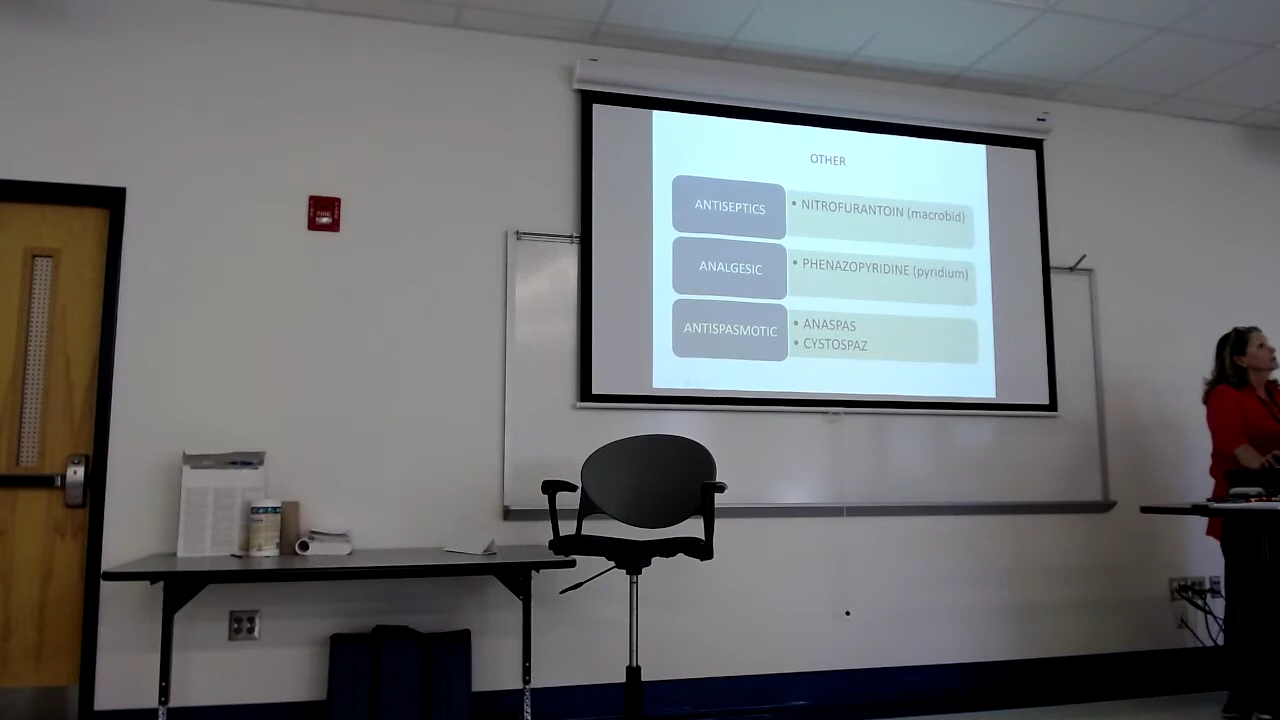 OTHER
ANTISEPTICS
• NITROFURANTOIN (macrobid)
ANALGESIC
• PHENAZOPYRIDINE (pyridium)
ANTISPASMOTIC
• ANASPAS
• CYSTOSPAZ
FIRE